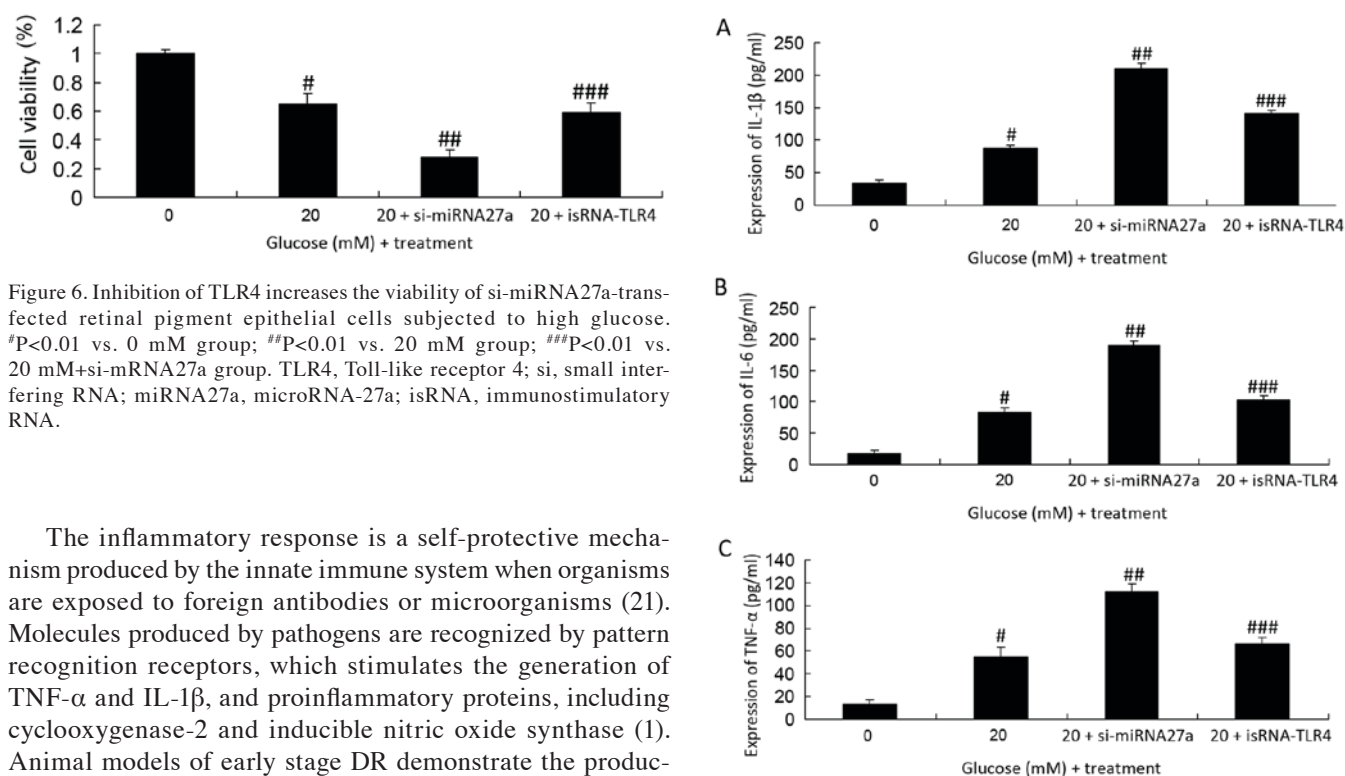 Cell viability (%)
1.2
1
0.8
0.6
0.4
0.2
0
#
##
###
0
20
20 + si-miRNA27a
20 + isRNA-TLR4
Glucose (mM) + treatment
Figure 6. Inhibition of TLR4 increases the viability of si-miRNA27a-trans-
fected retinal pigment epithelial cells subjected to high glucose.
#P<0.01 vs. 0 mM group; ##P<0.01 vs. 20 mM group; ###P<0.01 vs.
20 mM+si-mRNA27a group. TLR4, Toll-like receptor 4; si, small inter-
fering RNA; miRNA27a, microRNA-27a; isRNA, immunostimulatory
RNA.
The inflammatory response is a self-protective mecha-
nism produced by the innate immune system when organisms
are exposed to foreign antibodies or microorganisms (21).
Molecules produced by pathogens are recognized by pattern
recognition receptors, which stimulates the generation of
TNF-α and IL-1β, and proinflammatory proteins, including
cyclooxygenase-2 and inducible nitric oxide synthase (1).
Animal models of early stage DR demonstrate the produc-
A
Expression of IL-1β (pg/ml)
250
200
150
100
50
0
#
##
###
0
20
20 + si-miRNA27a
20 + isRNA-TLR4
Glucose (mM) + treatment
B
Expression of IL-6 (pg/ml)
250
200
150
100
50
0
#
##
###
0
20
20 + si-miRNA27a
20 + isRNA-TLR4
Glucose (mM) + treatment
C
Expression of TNF-α (pg/ml)
140
120
100
80
60
40
20
0
#
##
###
0
20
20 + si-miRNA27a
20 + isRNA-TLR4
Glucose (mM) + treatment